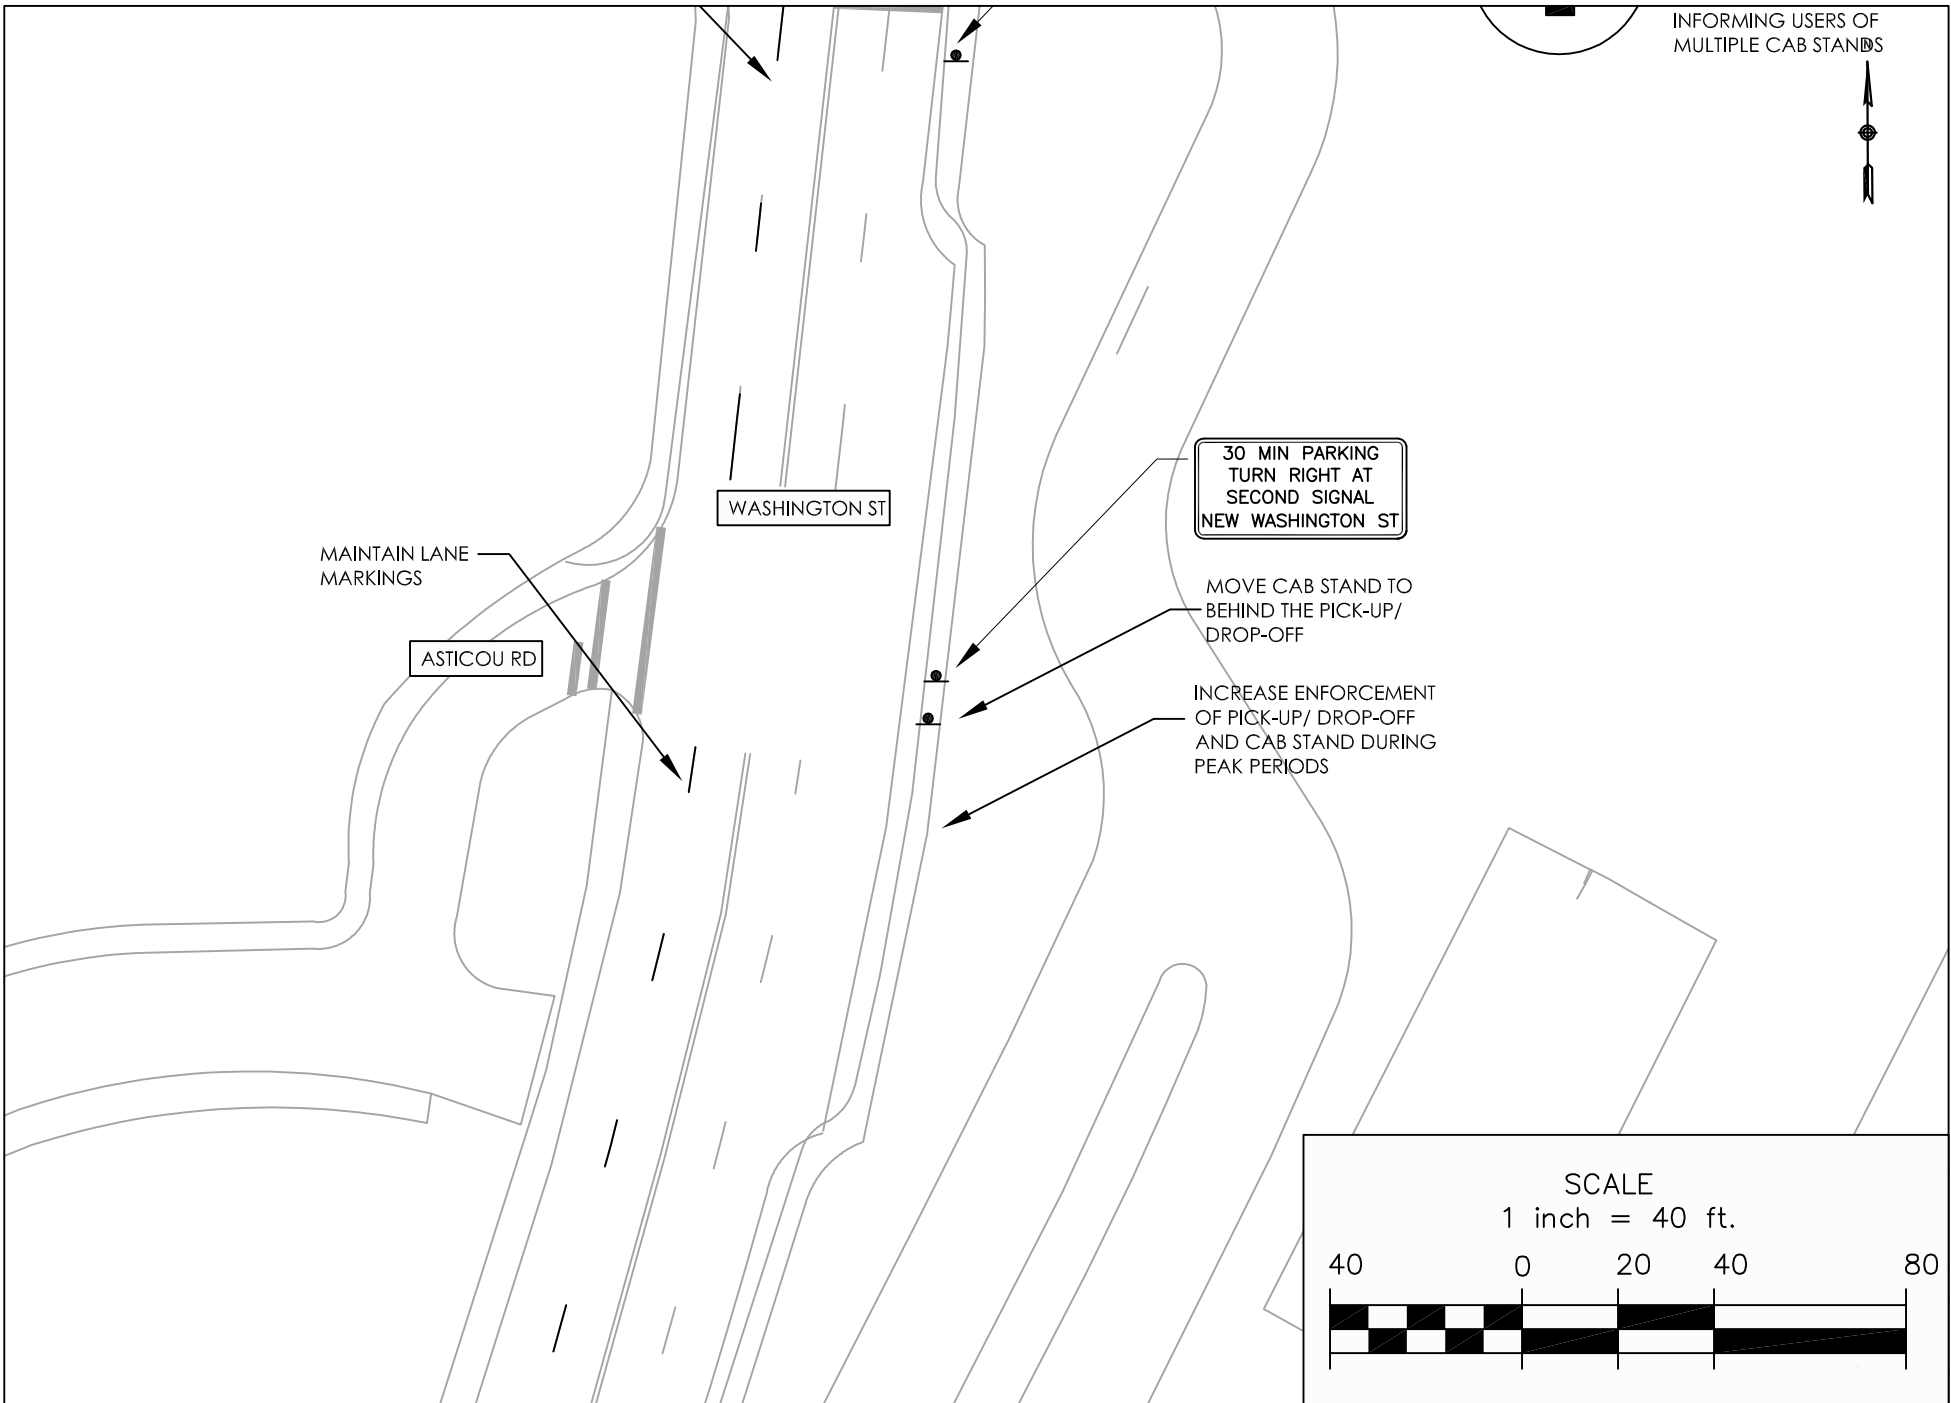 INFORMING USERS OF
MULTIPLE CAB STANDS
N
30 MIN PARKING
TURN RIGHT AT
SECOND SIGNAL
NEW WASHINGTON ST
WASHINGTON ST
MAINTAIN LANE
MARKINGS
MOVE CAB STAND TO
BEHIND THE PICK-UP/
DROP-OFF
ASTICOU RD
INCREASE ENFORCEMENT
OF PICK-UP/ DROP-OFF
AND CAB STAND DURING
PEAK PERIODS
SCALE
1 inch = 40 ft.
40 0 20 40 80